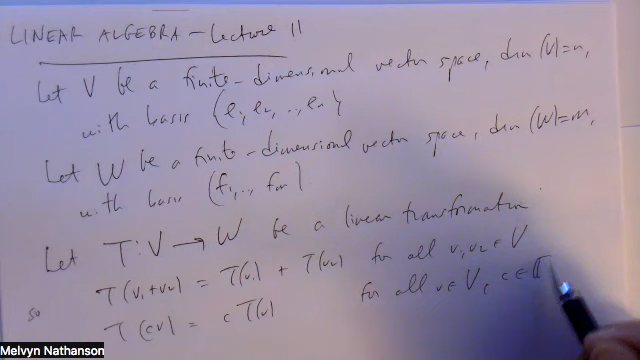 LINEAR ALGEBRA - Lecture 11
Let V be a finite-dimensional vector space, dim (V) = n,
with basis {e1, e2, .., en},
Let W be a finite-dimensional vector space, dim (W) = m,
with basis {f1, .., fm}
Let T: V → W be a linear transformation
so T(v1+v2) = T(v1) + T(v2) for all v1, v2 ∈ V
T(cv) = c T(v) for all v ∈ V, c ∈
Melvyn Nathanson